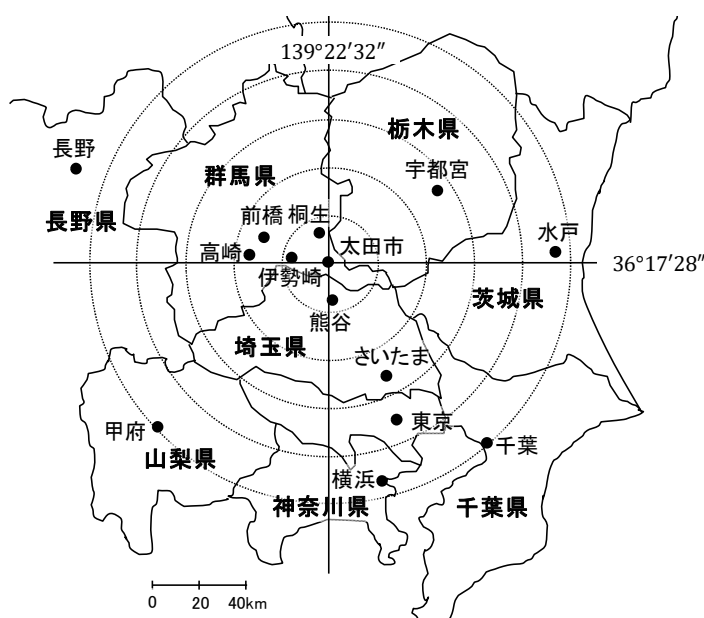 139°22′32″
栃木県
長野
宇都宮
群馬県
長野県
前橋
桐生
水戸
高崎
太田市
36°17′28″
伊勢崎
茨城県
熊谷
埼玉県
さいたま
甲府
東京
千葉
山梨県
横浜
神奈川県
千葉県
0 20 40km